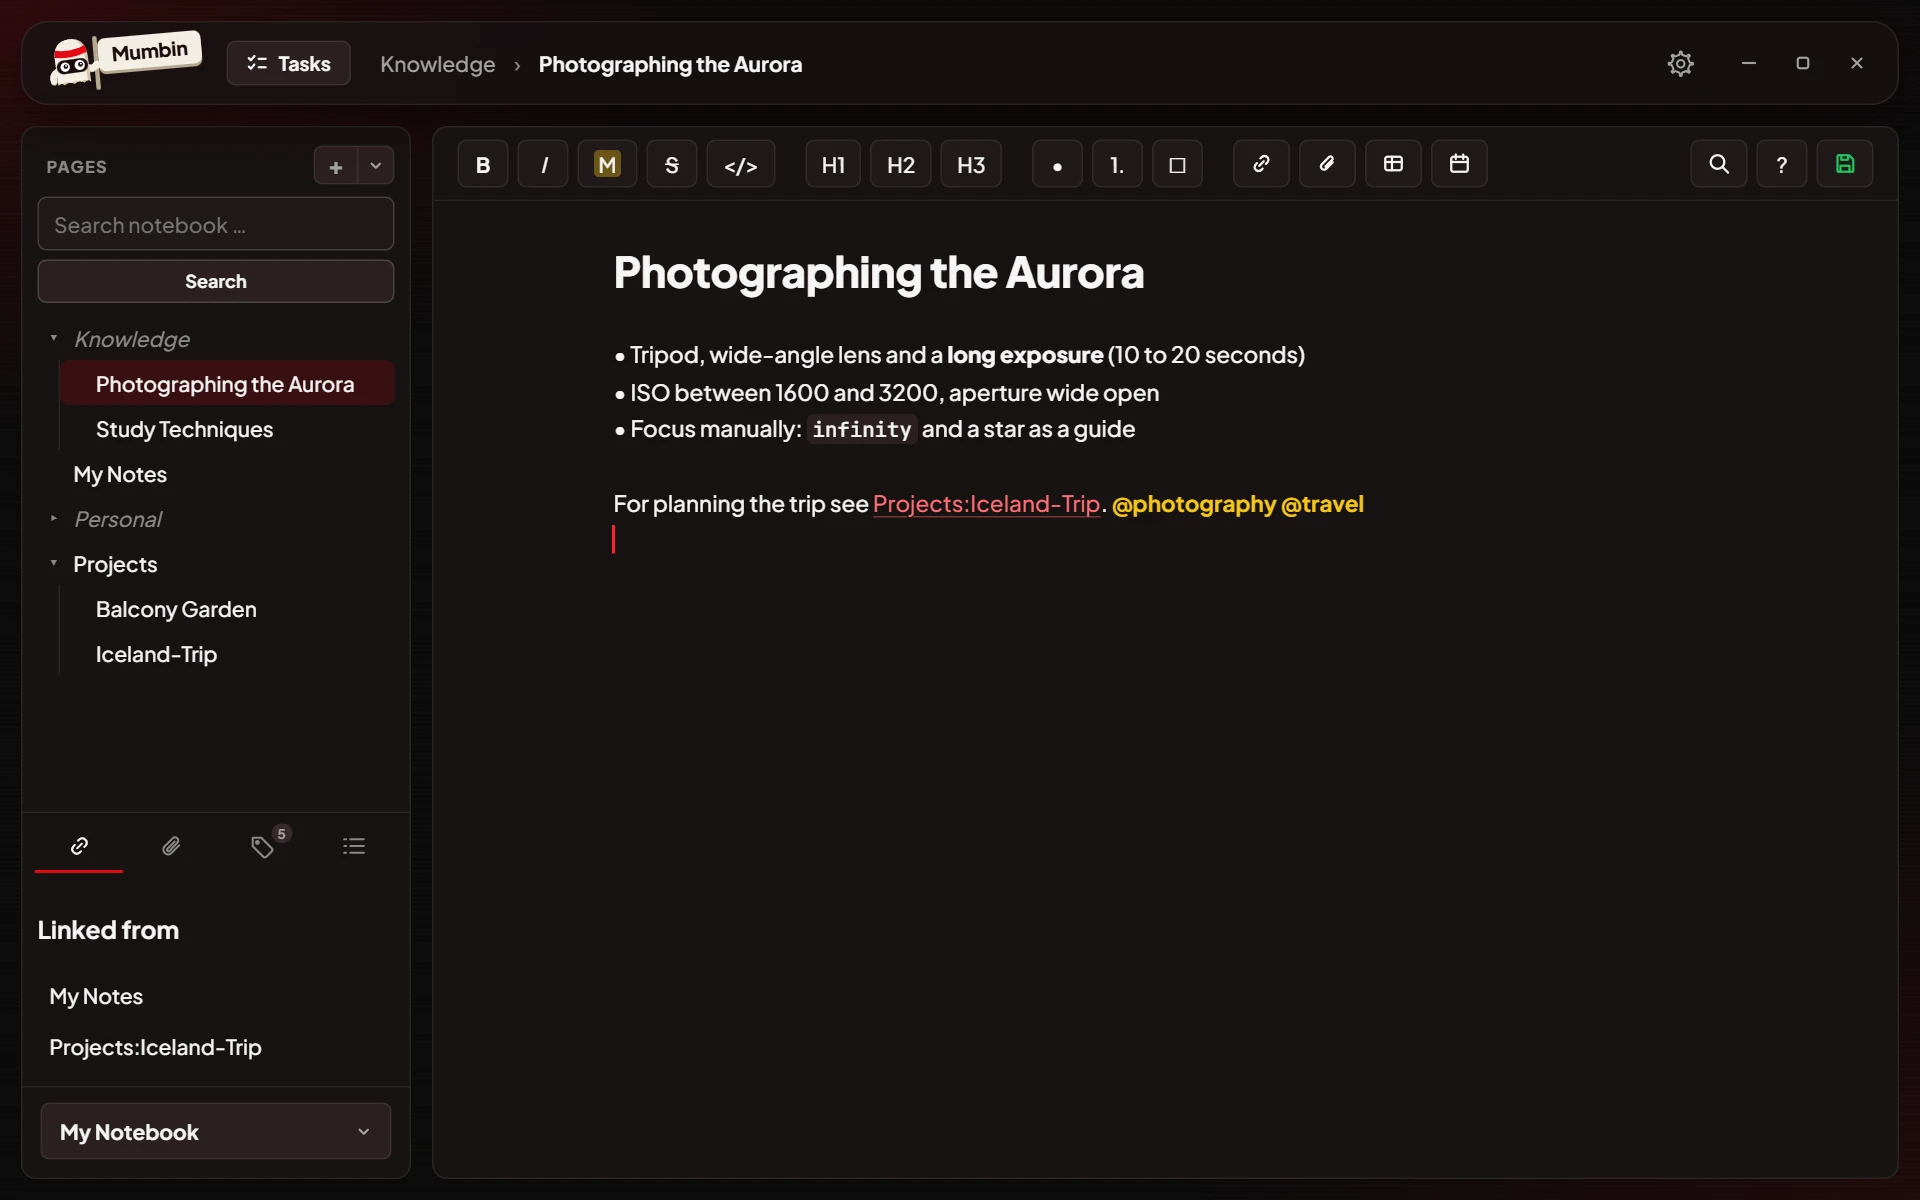 Mumbin
Tasks
Knowledge › Photographing the Aurora
PAGES
+
Search notebook ...
Search
Knowledge
Photographing the Aurora
Study Techniques
My Notes
Personal
Projects
Balcony Garden
Iceland-Trip
5
Linked from
My Notes
Projects:Iceland-Trip
My Notebook
B I M S </> H1 H2 H3 • 1. ?
Photographing the Aurora
• Tripod, wide-angle lens and a long exposure (10 to 20 seconds)
• ISO between 1600 and 3200, aperture wide open
• Focus manually: infinity and a star as a guide
For planning the trip see Projects:Iceland-Trip. @photography @travel